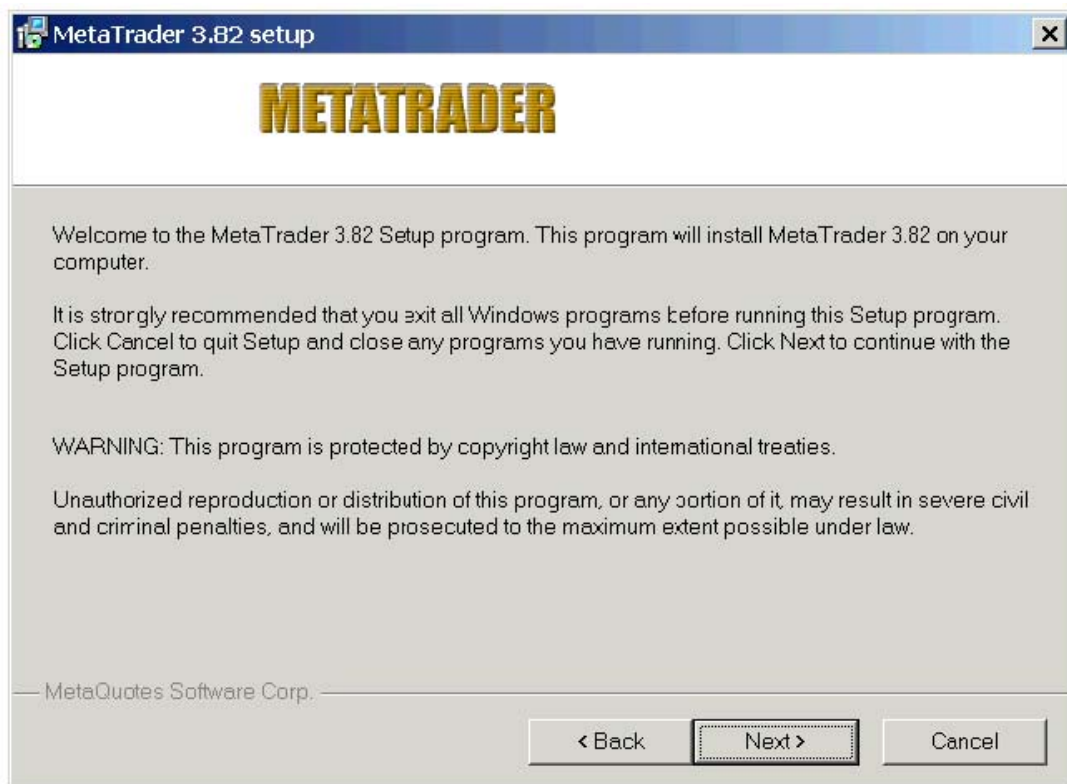 MetaTrader 3.82 setup
METATRADER
Welcome to the MetaTrader 3.82 Setup program. This program will install MetaTrader 3.82 on your
computer.
It is strongly recommended that you exit all Windows programs before running this Setup program.
Click Cancel to quit Setup and close any programs you have running. Click Next to continue with the
Setup program.
WARNING: This program is protected by copyright law and international treaties.
Unauthorized reproduction or distribution of this program, or any portion of it, may result in severe civil
and criminal penalties, and will be prosecuted to the maximum extent possible under law.
MetaQuotes Software Corp.
< Back Next > Cancel